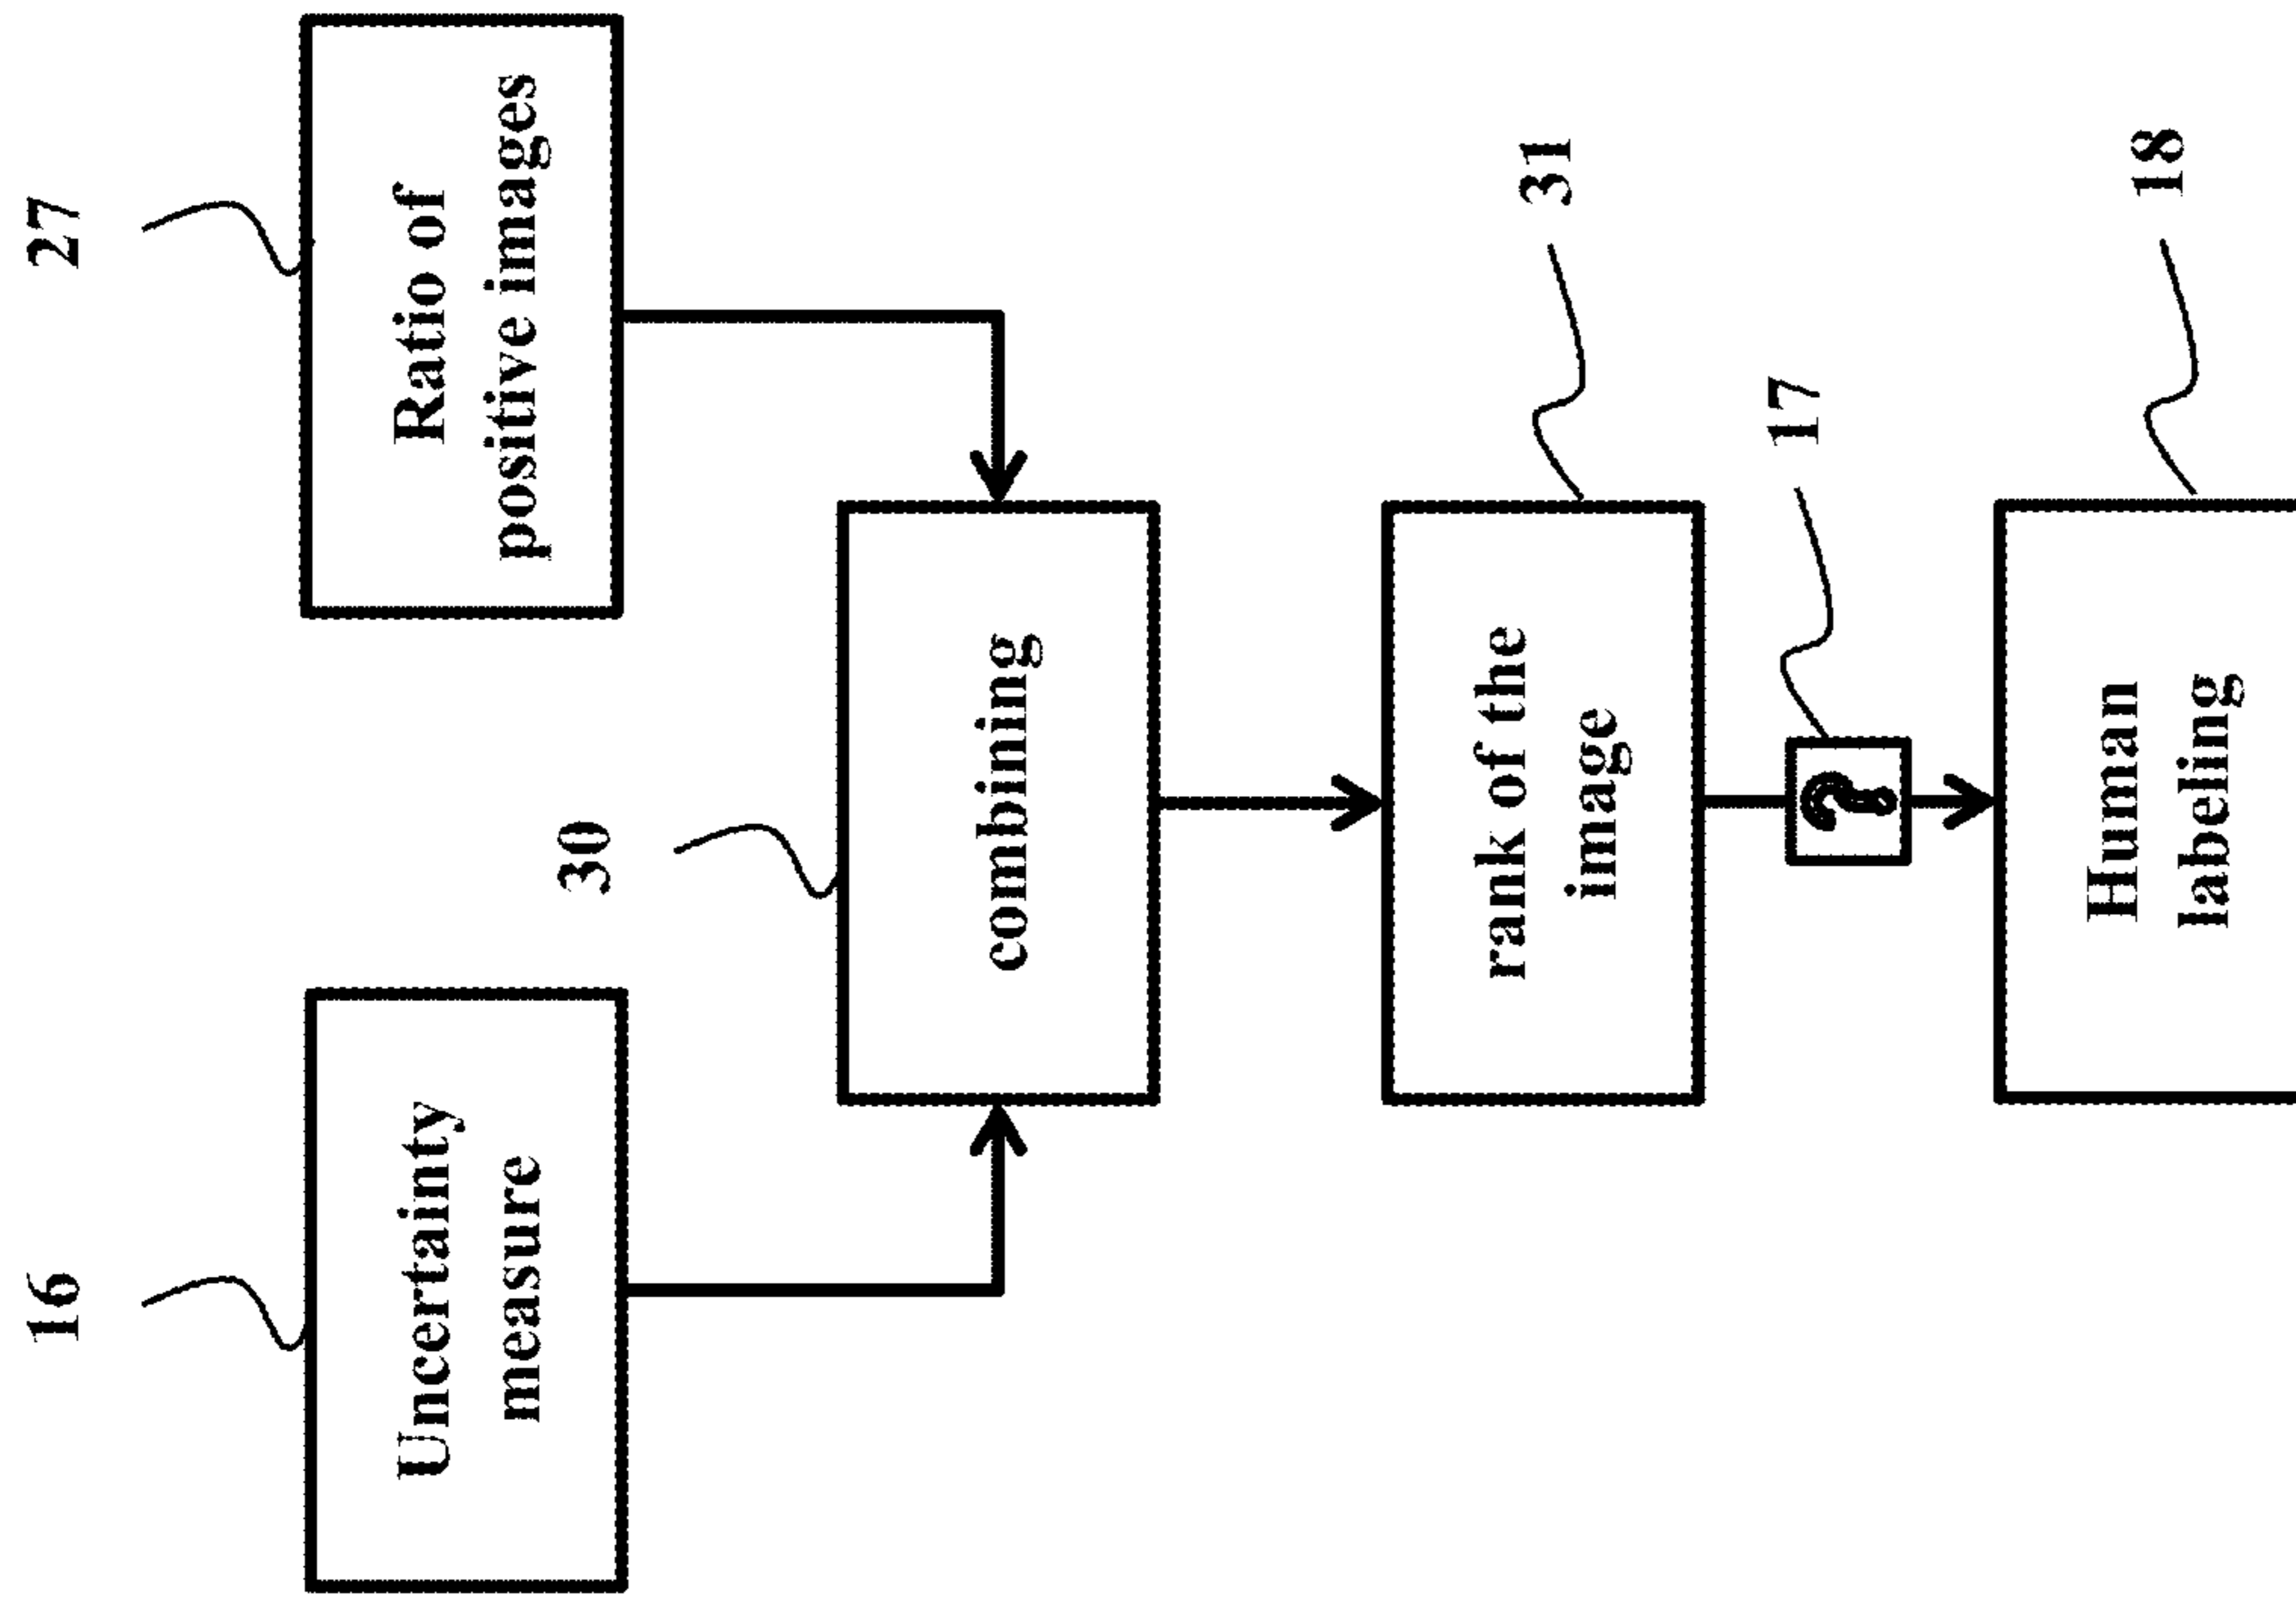 16
27
Uncertainty
measure
Ratio of
positive images
30
combining
31
rank of the
image
17
?
18
Human
labeling